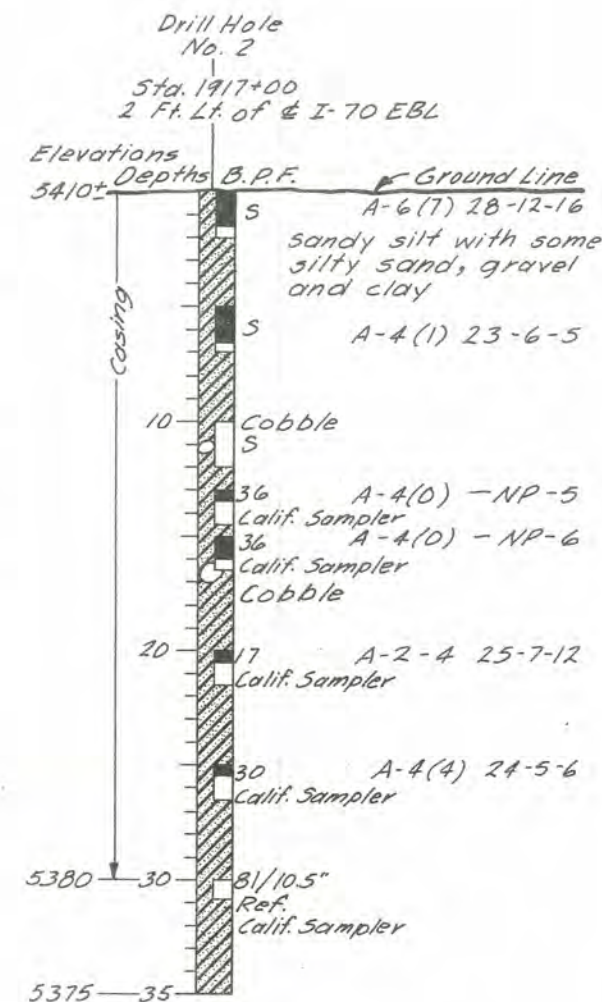 Drill Hole
No. 2
Sta. 1917+00
2 Ft. Lt. of ℄ I-70 EBL
Elevations
Depths B.P.F.
Ground Line
5410±
S
A-6(7) 28-12-16
Sandy silt with some
silty sand, gravel
and clay
Casing
S
A-4(1) 23-6-5
10
Cobble
S
36
A-4(0) -NP-5
Calif. Sampler
36
A-4(0) -NP-6
Calif. Sampler
Cobble
20
17
A-2-4 25-7-12
Calif. Sampler
30
A-4(4) 24-5-6
Calif. Sampler
5380
30
81/10.5"
Ref.
Calif. Sampler
5375
35